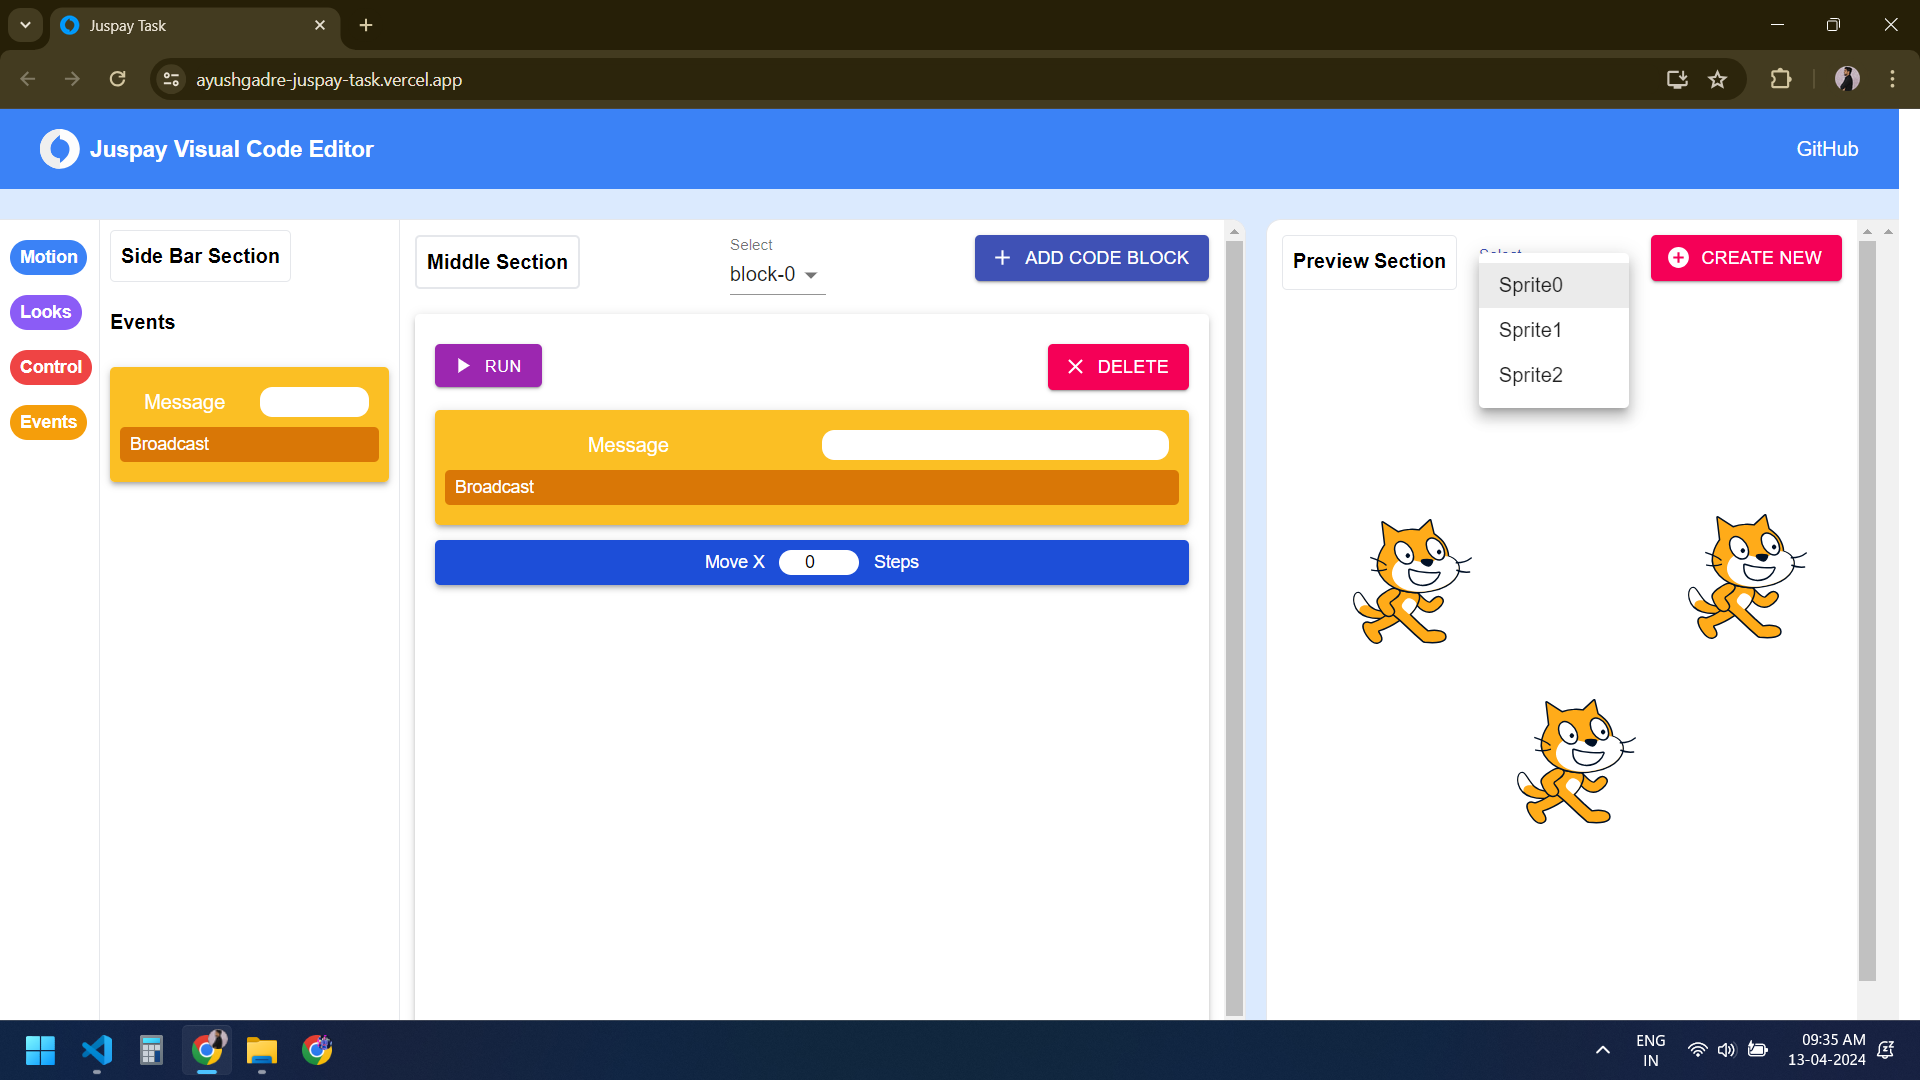 Juspay Task
ayushgadre-juspay-task.vercel.app
Juspay Visual Code Editor
GitHub
Motion
Looks
Control
Events
Side Bar Section
Events
Message
Broadcast
Middle Section
Select
block-0
ADD CODE BLOCK
RUN
DELETE
Message
Broadcast
Move X 0 Steps
Preview Section
Sprite0
Sprite1
Sprite2
CREATE NEW
ENG
IN
09:35 AM
13-04-2024